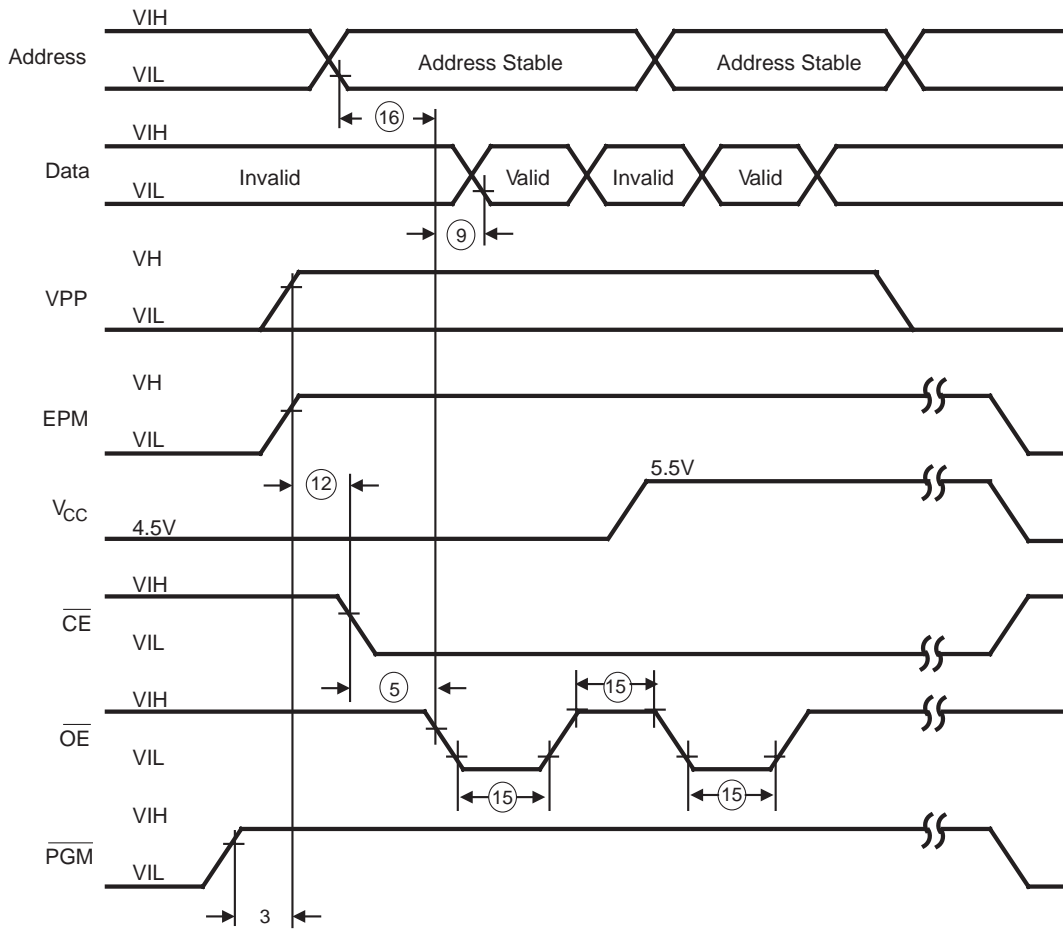 VIH
Address
VIL
Address Stable
Address Stable
16
VIH
Data
VIL
Invalid
Valid
Invalid
Valid
9
VH
VPP
VIL
VH
EPM
VIL
12
5.5V
VCC
4.5V
VIH
CE
VIL
5
15
VIH
OE
VIL
15
15
VIH
PGM
VIL
3